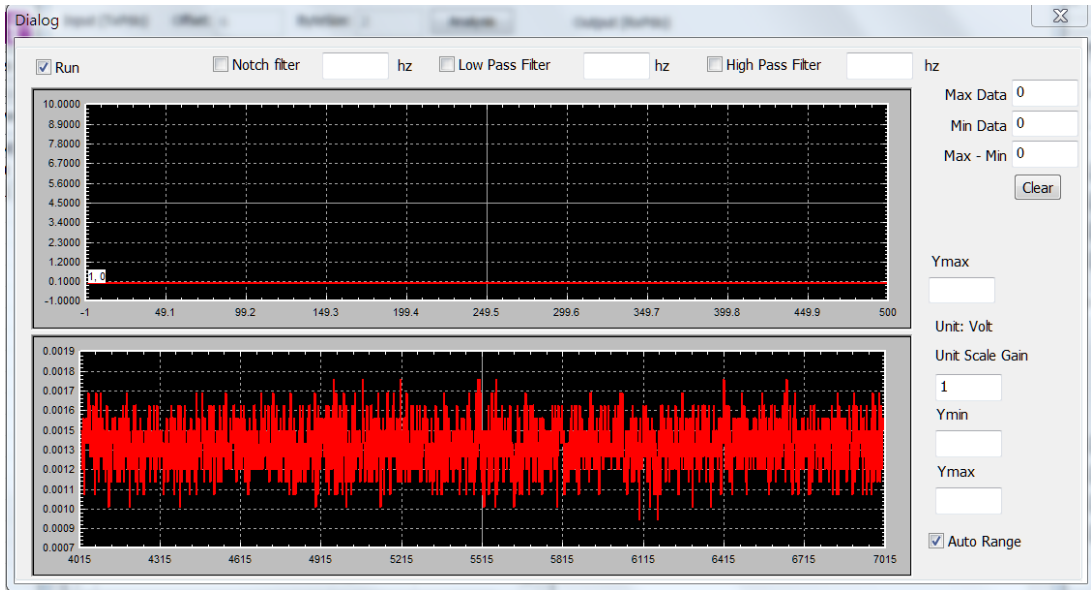 Dialog
Run
Notch filter
hz
Low Pass Filter
hz
High Pass Filter
hz
Max Data 0
Min Data 0
Max - Min 0
Clear
10.0000
8.9000
7.8000
6.7000
5.6000
4.5000
3.4000
2.3000
1.2000
0.1000
-1.0000
1, 0
-1 49.1 99.2 149.3 199.4 249.5 299.6 349.7 399.8 449.9 500
Ymax
Unit: Volt
Unit Scale Gain
1
Ymin
Ymax
Auto Range
0.0019
0.0018
0.0017
0.0016
0.0015
0.0013
0.0012
0.0011
0.0010
0.0009
0.0007
4015 4315 4615 4915 5215 5515 5815 6115 6415 6715 7015